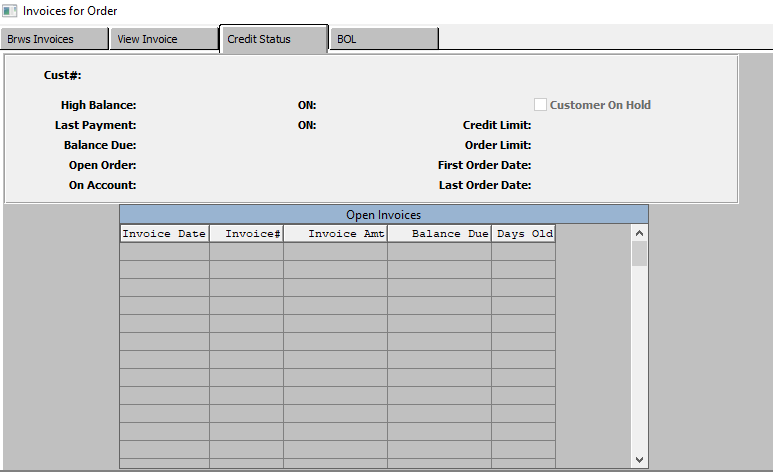 Invoices for Order
Brws Invoices View Invoice Credit Status BOL
Cust#:
High Balance: ON: Customer On Hold
Last Payment: ON: Credit Limit:
Balance Due: Order Limit:
Open Order: First Order Date:
On Account: Last Order Date:
Open Invoices
Invoice Date Invoice# Invoice Amt Balance Due Days Old